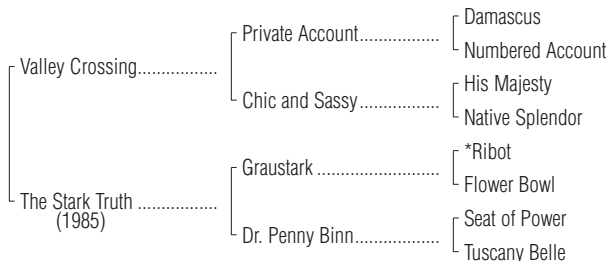 Damascus
Private Account.................
Numbered Account
Valley Crossing.................
His Majesty
Chic and Sassy.................
Native Splendor
*Ribot
Graustark .................
Flower Bowl
The Stark Truth .................
(1985)
Seat of Power
Dr. Penny Binn.................
Tuscany Belle